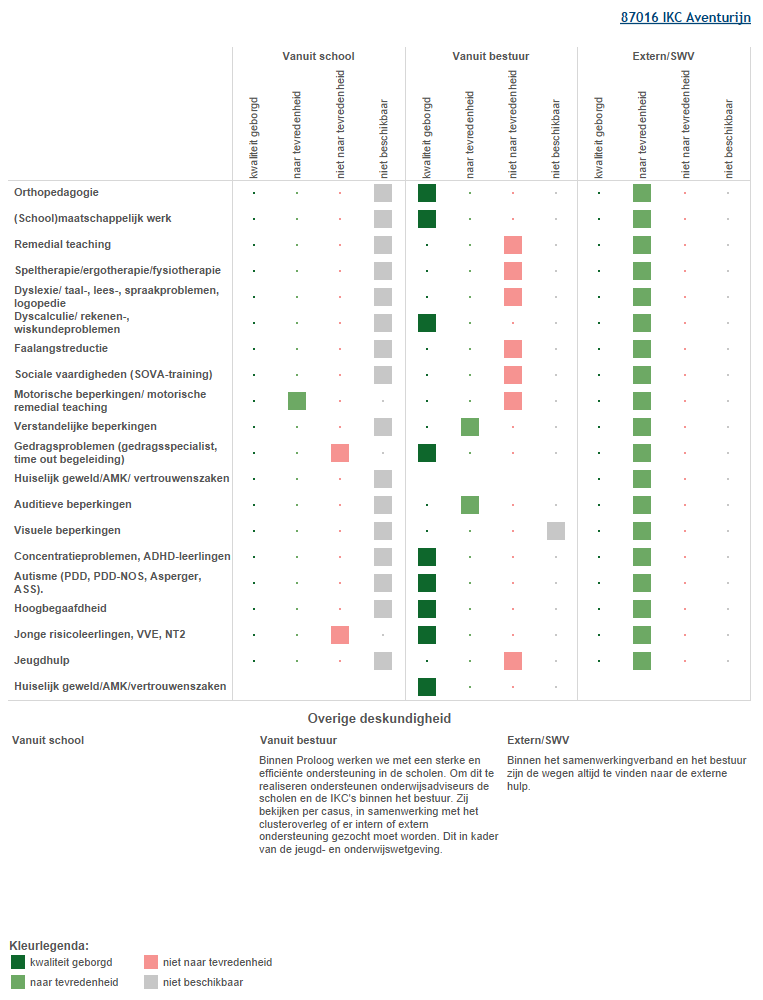 87016 IKC Aventurijn
Vanuit school
Vanuit bestuur
Extern/SWV
kwaliteit geborgd
naar tevredenheid
niet naar tevredenheid
niet beschikbaar
kwaliteit geborgd
naar tevredenheid
niet naar tevredenheid
niet beschikbaar
kwaliteit geborgd
naar tevredenheid
niet naar tevredenheid
niet beschikbaar
Orthopedagogie
(School)maatschappelijk werk
Remedial teaching
Speltherapie/ergotherapie/fysiotherapie
Dyslexie/ taal-, lees-, spraakproblemen,
logopedie
Dyscalculie/ rekenen-,
wiskundeproblemen
Faalangstreductie
Sociale vaardigheden (SOVA-training)
Motorische beperkingen/ motorische
remedial teaching
Verstandelijke beperkingen
Gedragsproblemen (gedragsspecialist,
time out begeleiding)
Huiselijk geweld/AMK/ vertrouwenszaken
Auditieve beperkingen
Visuele beperkingen
Concentratieproblemen, ADHD-leerlingen
Autisme (PDD, PDD-NOS, Asperger,
ASS).
Hoogbegaafdheid
Jonge risicoleerlingen, VVE, NT2
Jeugdhulp
Huiselijk geweld/AMK/vertrouwenszaken
Overige deskundigheid
Vanuit school
Vanuit bestuur
Binnen Proloog werken we met een sterke en
efficiënte ondersteuning in de scholen. Om dit te
realiseren ondersteunen onderwijsadviseurs de
scholen en de IKC's binnen het bestuur. Zij
bekijken per casus, in samenwerking met het
clusteroverleg of er intern of extern
ondersteuning gezocht moet worden. Dit in kader
van de jeugd- en onderwijswetgeving.
Extern/SWV
Binnen het samenwerkingverband en het bestuur
zijn de wegen altijd te vinden naar de externe
hulp.
Kleurlegenda:
kwaliteit geborgd
niet naar tevredenheid
naar tevredenheid
niet beschikbaar